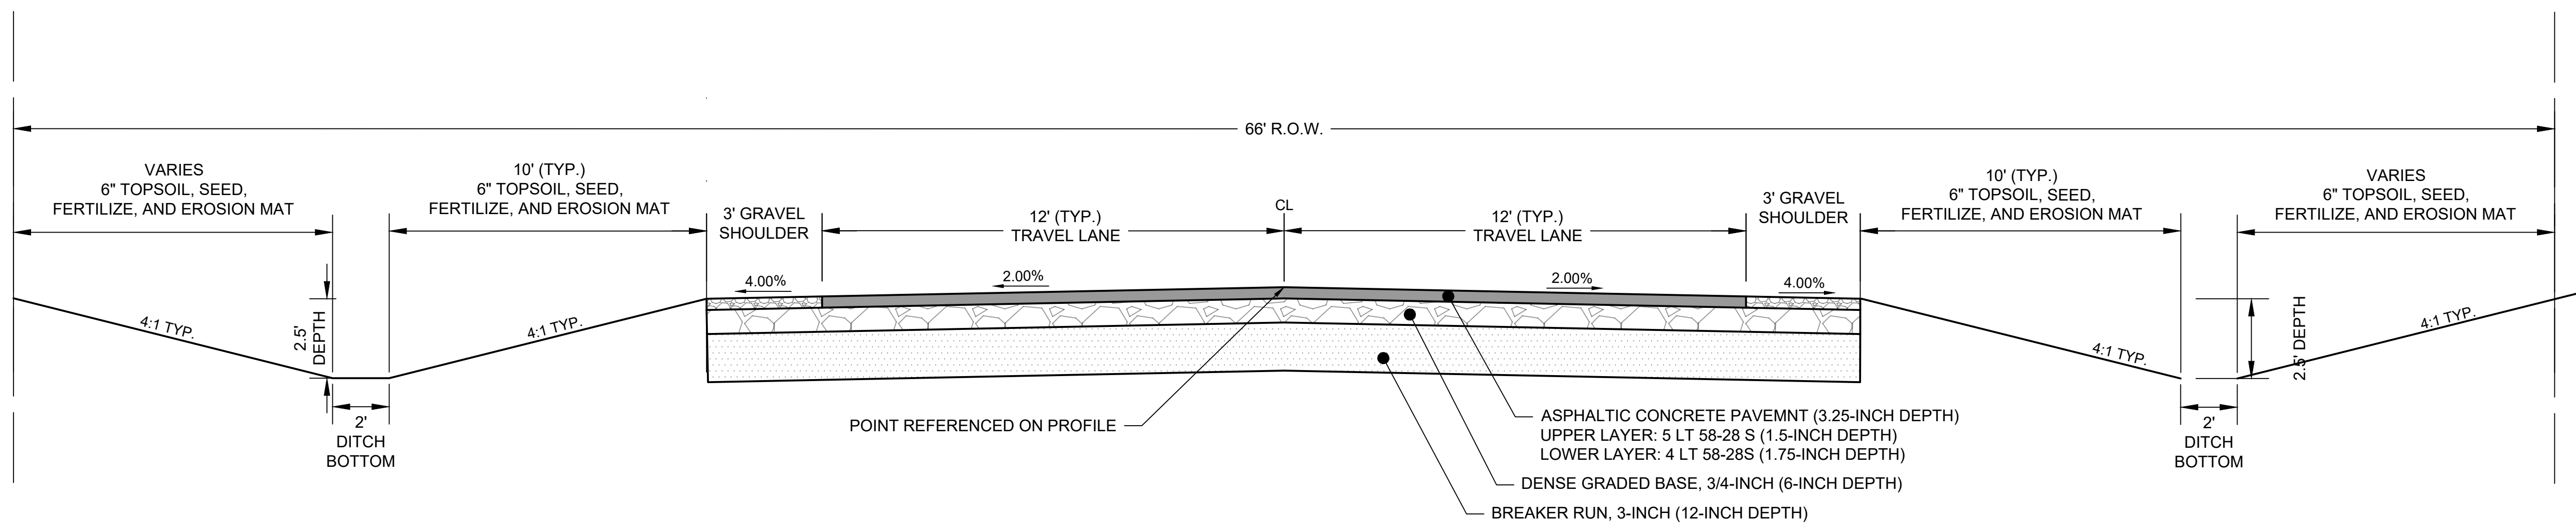 66' R.O.W.
VARIES
6" TOPSOIL, SEED,
FERTILIZE, AND EROSION MAT
10' (TYP.)
6" TOPSOIL, SEED,
FERTILIZE, AND EROSION MAT
3' GRAVEL
SHOULDER
12' (TYP.)
TRAVEL LANE
CL
12' (TYP.)
TRAVEL LANE
3' GRAVEL
SHOULDER
10' (TYP.)
6" TOPSOIL, SEED,
FERTILIZE, AND EROSION MAT
VARIES
6" TOPSOIL, SEED,
FERTILIZE, AND EROSION MAT
4.00%
2.00%
2.00%
4.00%
4:1 TYP.
2.5'
DEPTH
4:1 TYP.
4:1 TYP.
2.5' DEPTH
4:1 TYP.
2'
DITCH
BOTTOM
POINT REFERENCED ON PROFILE
ASPHALTIC CONCRETE PAVEMNT (3.25-INCH DEPTH)
UPPER LAYER: 5 LT 58-28 S (1.5-INCH DEPTH)
LOWER LAYER: 4 LT 58-28S (1.75-INCH DEPTH)
DENSE GRADED BASE, 3/4-INCH (6-INCH DEPTH)
BREAKER RUN, 3-INCH (12-INCH DEPTH)
2'
DITCH
BOTTOM